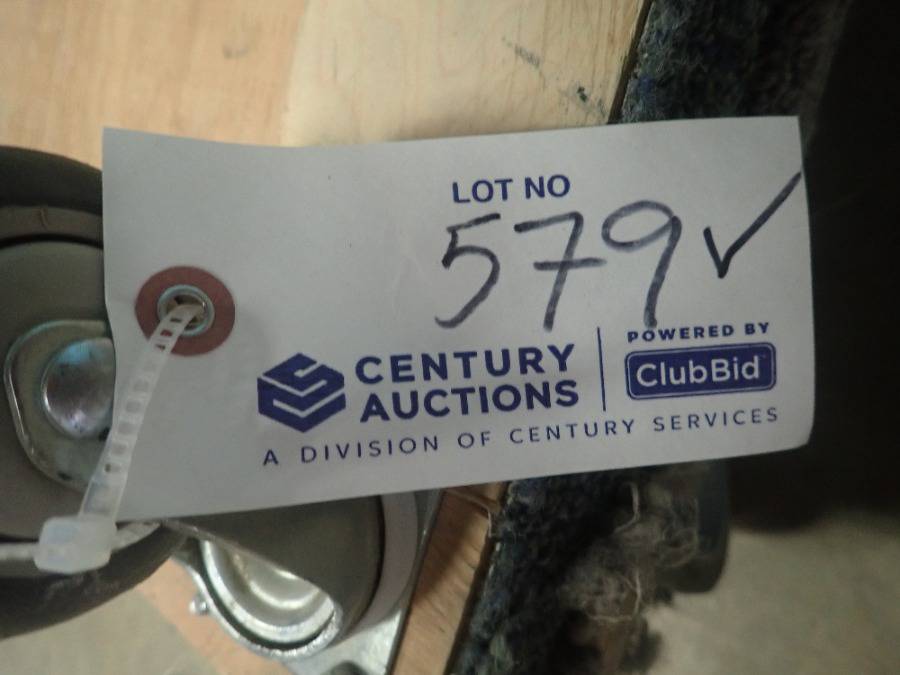 LOT NO
579 ✓
CENTURY
AUCTIONS
POWERED BY
ClubBid
A DIVISION OF CENTURY SERVICES